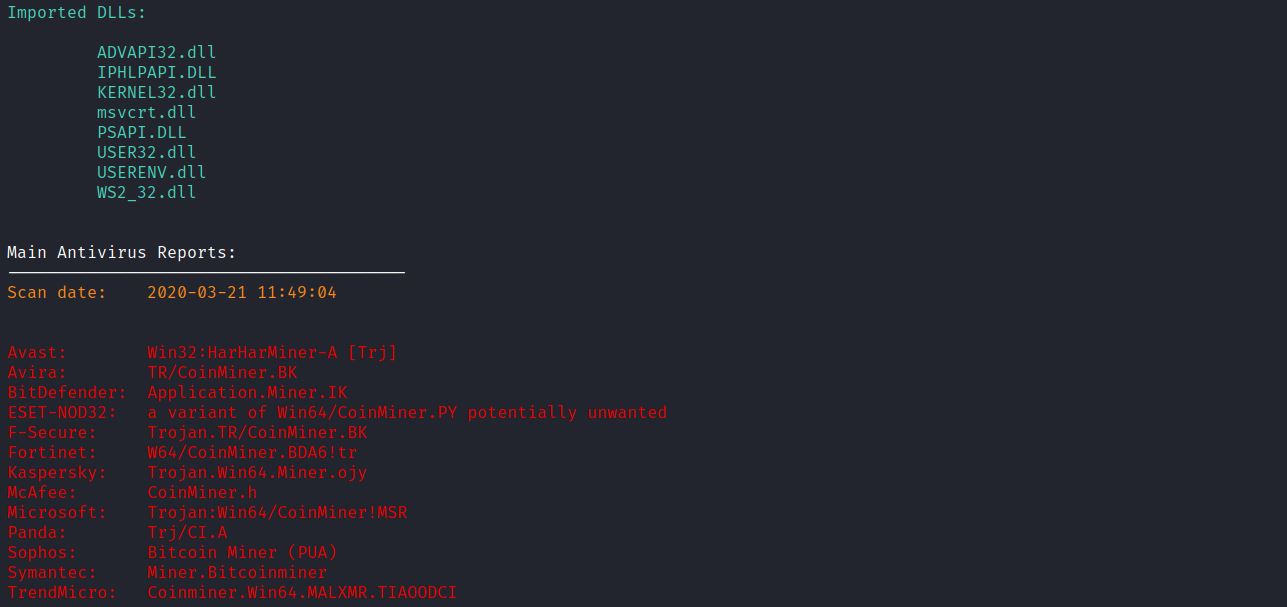 Imported DLLs:
ADVAPI32.dll
IPHLPAPI.DLL
KERNEL32.dll
msvcrt.dll
PSAPI.DLL
USER32.dll
USERENV.dll
WS2_32.dll
Main Antivirus Reports:
Scan date: 2020-03-21 11:49:04
Avast: Win32:HarHarMiner-A [Trj]
Avira: TR/CoinMiner.BK
BitDefender: Application.Miner.IK
ESET-NOD32: a variant of Win64/CoinMiner.PY potentially unwanted
F-Secure: Trojan.TR/CoinMiner.BK
Fortinet: W64/CoinMiner.BDA6!tr
Kaspersky: Trojan.Win64.Miner.ojy
McAfee: CoinMiner.h
Microsoft: Trojan:Win64/CoinMiner!MSR
Panda: Trj/CI.A
Sophos: Bitcoin Miner (PUA)
Symantec: Miner.Bitcoinminer
TrendMicro: Coinminer.Win64.MALXMR.TIAOODCI